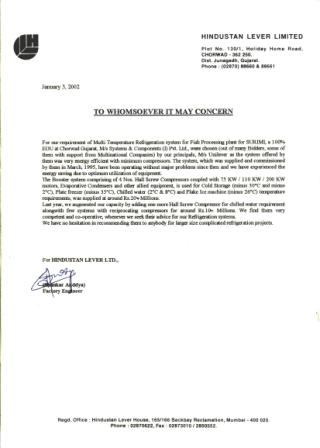 HINDUSTAN LEVER LIMITED
Plot No. 130/1, Holiday Home Road,
CHORWAD - 362 250.
Dist. Junagadh, Gujarat.
Phone : (02870) 88660 & 88661
January 3, 2002
TO WHOMSOEVER IT MAY CONCERN
For our requirement of Multi Temperature Refrigeration system for Fish Processing plant for SURIMI, a 100%
EOU at Chorwad Gujarat, M/s Systems & Components (I) Pvt. Ltd., were chosen (out of many Bidders, some of
them with support from Multinational Companies) by our principals, M/s Unilever as the system offered by
them was very energy efficient with minimum compressors. The system, which was supplied and commissioned
by them in March, 1995, have been operating without major problems since then and we have experienced the
energy saving due to optimum utilization of equipment.
The Booster system comprising of 4 Nos. Hall Screw Compressors coupled with 75 KW / 110 KW / 200 KW
motors, Evaporative Condensers and other allied equipment, is used for Cold Storage (minus 30°C and minus
2°C), Plate Freezer (minus 35°C), Chilled water (2°C & 8°C) and Flake Ice machine (minus 26°C) temperature
requirements, was supplied at around Rs.20+ Millions.
Last year, we augmented our capacity by adding one more Hall Screw Compressor for chilled water requirement
alongwith few systems with reciprocating compressors for around Rs.10+ Millions. We find them very
competent and co-operative, whenever we seek their advice for our Refrigeration systems.
We have no hesitation in recommending them to anybody for larger size complicated refrigeration projects.
For HINDUSTAN LEVER LTD.,
Factory Engineer
Regd. Office : Hindustan Lever House, 165/166 Backbay Reclamation, Mumbai - 400 020.
Phone : 02870622, Fax : 02873010 / 2850552.